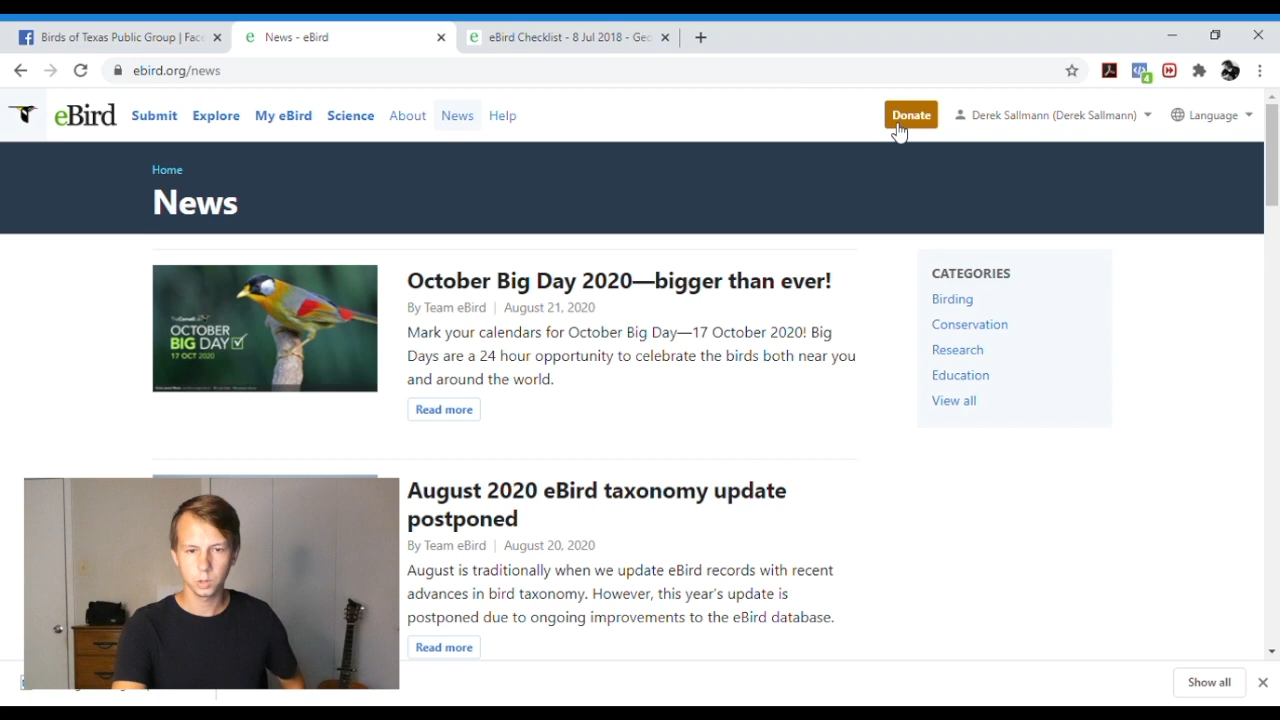 Birds of Texas Public Group | Fac
News - eBird
eBird Checklist - 8 Jul 2018 - Geo
ebird.org/news
4
eBird Submit Explore My eBird Science About News Help Donate Derek Sallmann (Derek Sallmann) Language
Home
News
OCTOBER
BIG DAY
17 OCT 2020
October Big Day 2020—bigger than ever!
By Team eBird | August 21, 2020
Mark your calendars for October Big Day—17 October 2020! Big
Days are a 24 hour opportunity to celebrate the birds both near you
and around the world.
Read more
CATEGORIES
Birding
Conservation
Research
Education
View all
August 2020 eBird taxonomy update
postponed
By Team eBird | August 20, 2020
August is traditionally when we update eBird records with recent
advances in bird taxonomy. However, this year's update is
postponed due to ongoing improvements to the eBird database.
Read more
Show all